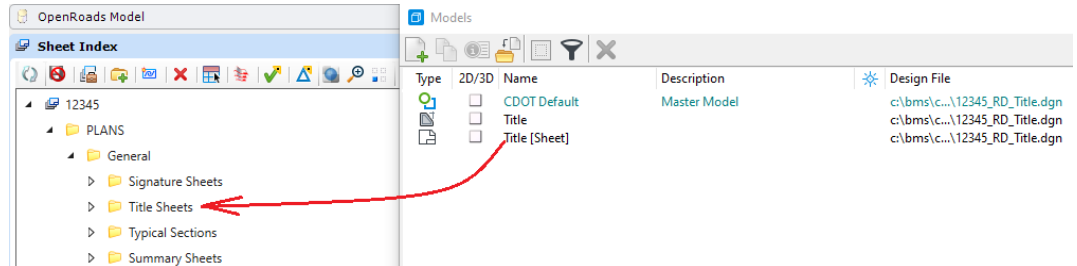 OpenRoads Model
Sheet Index
12345
PLANS
General
Signature Sheets
Title Sheets
Typical Sections
Summary Sheets
Models
Type 2D/3D Name Description Design File
CDOT Default Master Model c:\bms\c...\12345_RD_Title.dgn
Title c:\bms\c...\12345_RD_Title.dgn
Title [Sheet] c:\bms\c...\12345_RD_Title.dgn